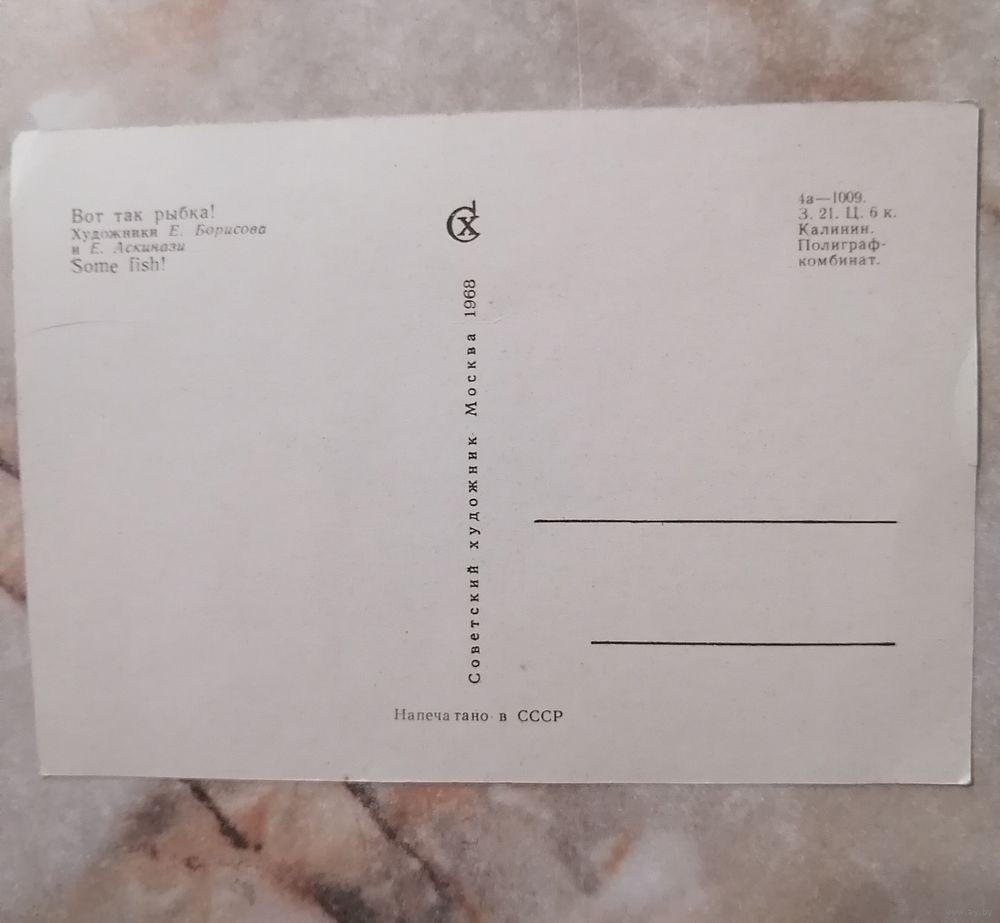 Вот так рыбка!
Художники Е. Борисова
и Е. Аскинази
Some fish!
СХ
4а—1009.
З. 21. Ц. 6 к.
Калинин.
Полиграф-
комбинат.
Советский художник Москва 1968
Напечатано в СССР